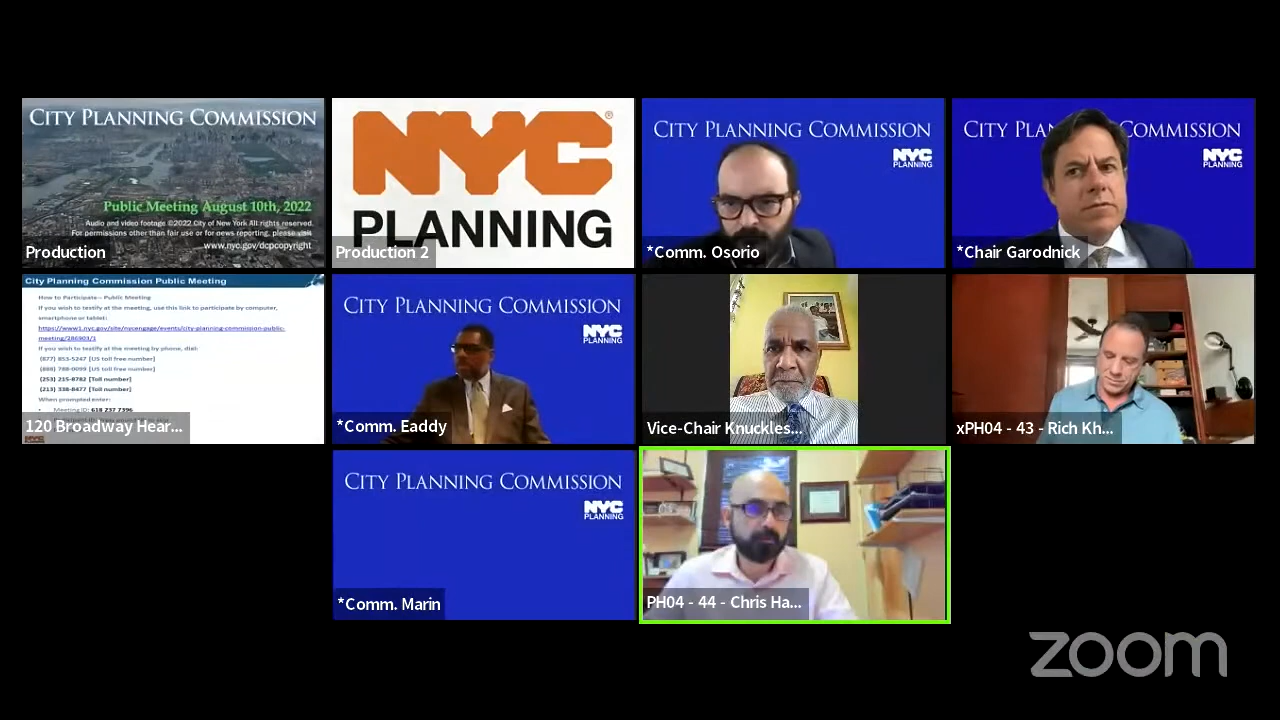 CITY PLANNING COMMISSION
Public Meeting August 10th, 2022
Audio and video footage ©2022 City of New York All rights reserved.
For permissions other than fair use or for news reporting, please visit
www.nyc.gov/dcpcopyright
Production
NYC®
PLANNING
Production 2
CITY PLANNING COMMISSION
NYC
PLANNING
*Comm. Osorio
CITY PLANNING COMMISSION
NYC
PLANNING
*Chair Garodnick
City Planning Commission Public Meeting
How to Participate – Public Meeting
If you wish to testify at the meeting, use this link to participate by computer,
smartphone or tablet:
https://www1.nyc.gov/site/nycengage/events/city-planning-commission-public-
meeting/286903/1
If you wish to testify at the meeting by phone, dial:
(877) 853-5247 [US toll free number]
(888) 788-0099 [US toll free number]
(253) 215-8782 [Toll number]
(213) 338-8477 [Toll number]
When prompted enter:
• Meeting ID: 618 237 7396
120 Broadway Hear...
CITY PLANNING COMMISSION
NYC
PLANNING
*Comm. Eaddy
Vice-Chair Knuckles...
xPH04 - 43 - Rich Kh...
CITY PLANNING COMMISSION
NYC
PLANNING
*Comm. Marin
PH04 - 44 - Chris Ha...
zoom